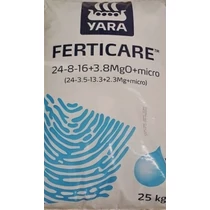 YARA
FERTICARE™
24-8-16+3.8MgO+micro
(24-3.5-13.3+2.3Mg+micro)
25 kg